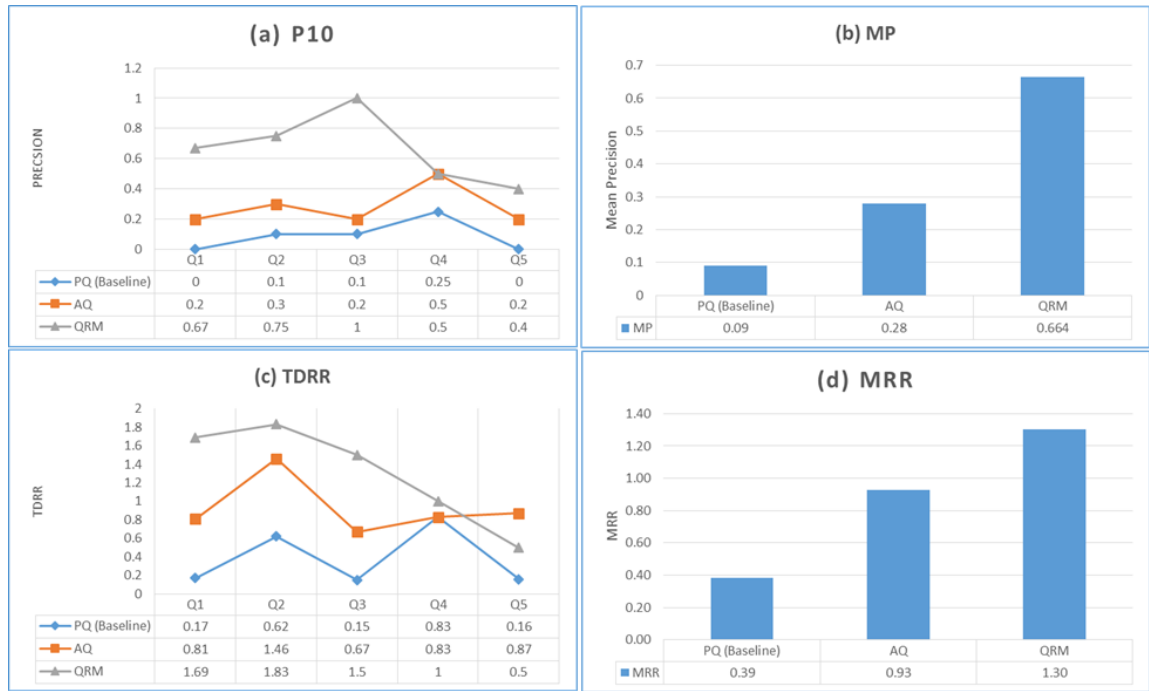 (a) P10
PRECSION
1.2
1
0.8
0.6
0.4
0.2
0
Q1 Q2 Q3 Q4 Q5
PQ (Baseline) 0 0.1 0.1 0.25 0
AQ 0.2 0.3 0.2 0.5 0.2
QRM 0.67 0.75 1 0.5 0.4
(b) MP
Mean Precision
0.7
0.6
0.5
0.4
0.3
0.2
0.1
0
PQ (Baseline) AQ QRM
MP 0.09 0.28 0.664
(c) TDRR
TDRR
2
1.8
1.6
1.4
1.2
1
0.8
0.6
0.4
0.2
0
Q1 Q2 Q3 Q4 Q5
PQ (Baseline) 0.17 0.62 0.15 0.83 0.16
AQ 0.81 1.46 0.67 0.83 0.87
QRM 1.69 1.83 1.5 1 0.5
(d) MRR
MRR
1.40
1.20
1.00
0.80
0.60
0.40
0.20
0.00
PQ (Baseline) AQ QRM
MRR 0.39 0.93 1.30